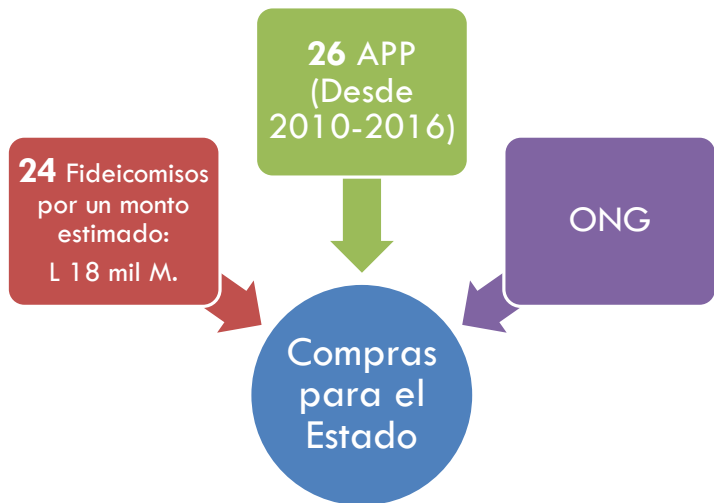 26 APP
(Desde
2010-2016)
24 Fideicomisos
por un monto
estimado:
L 18 mil M.
ONG
Compras
para el
Estado